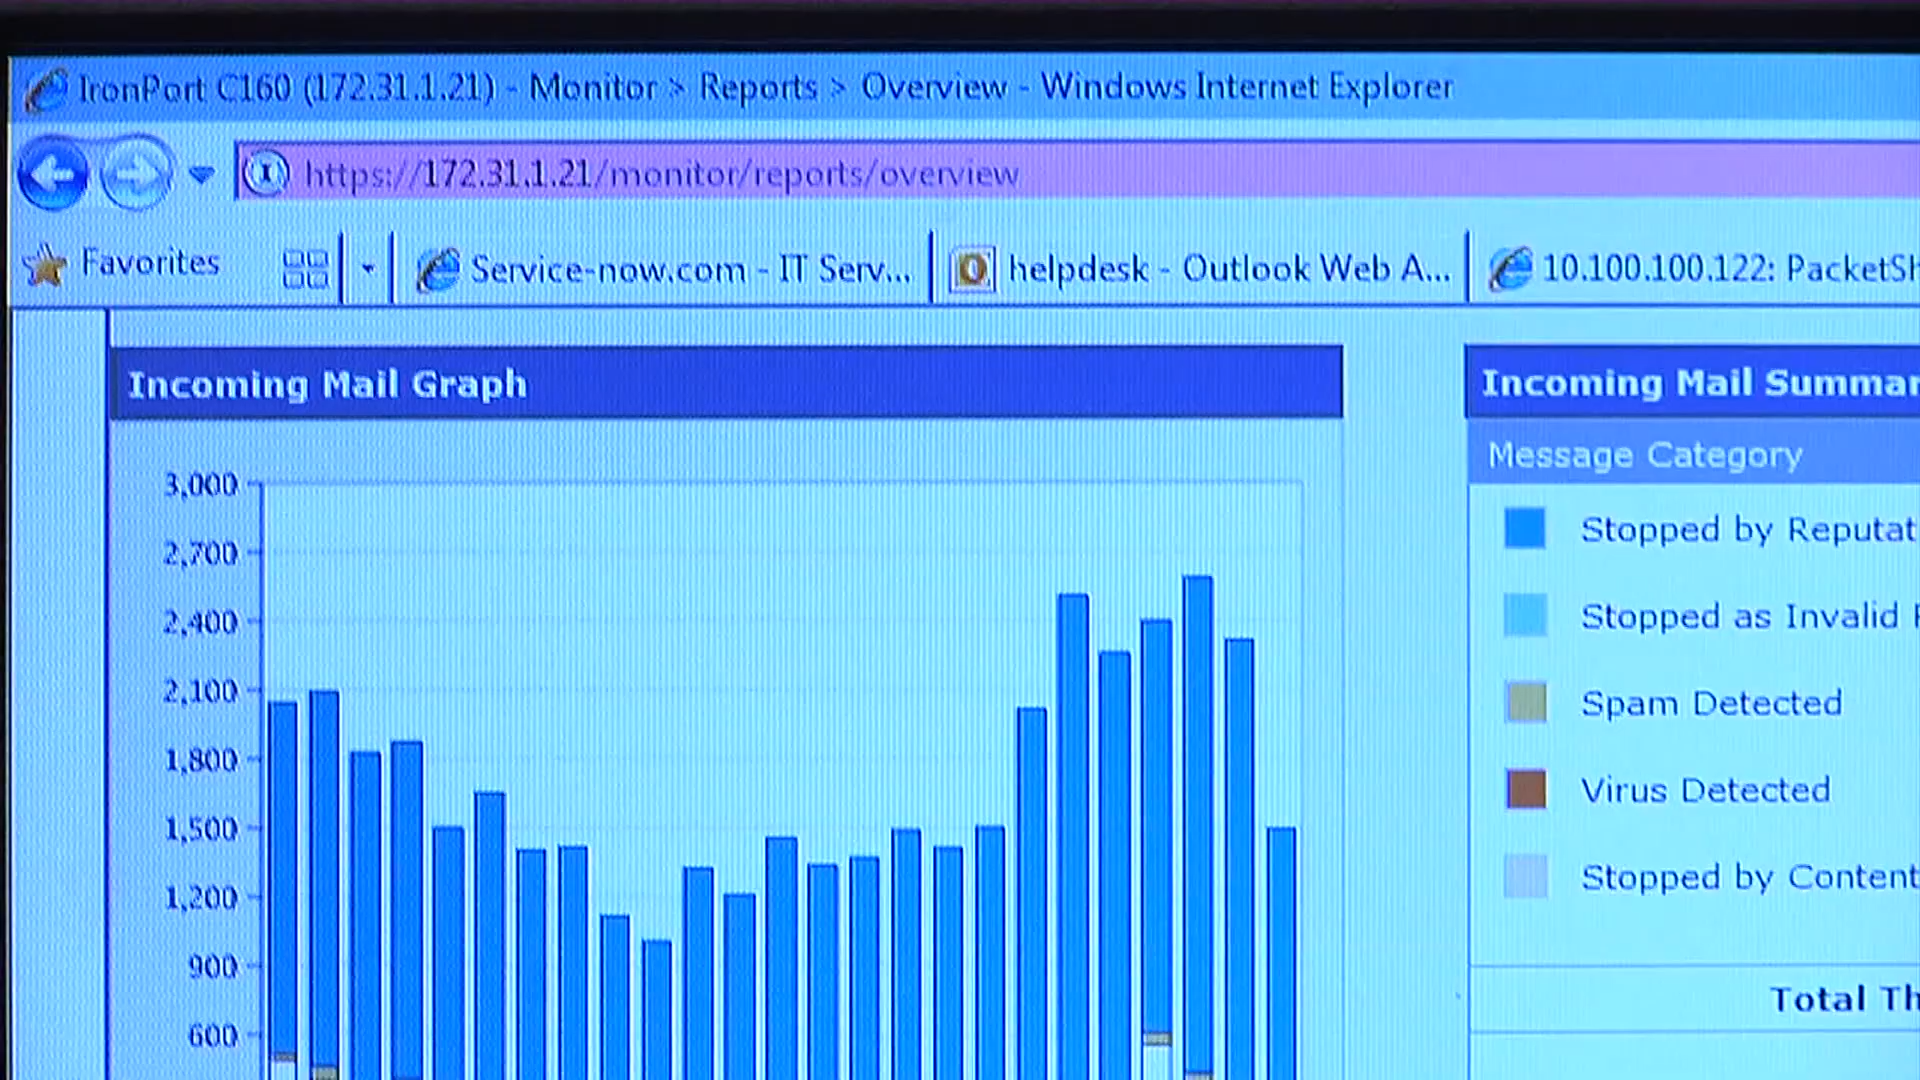 IronPort C160 (172.31.1.21) - Monitor > Reports > Overview - Windows Internet Explorer
https://172.31.1.21/monitor/reports/overview
Favorites
Service-now.com - IT Serv...
helpdesk - Outlook Web A...
10.100.100.122: PacketSh
Incoming Mail Graph
3,000
2,700
2,400
2,100
1,800
1,500
1,200
900
600
Incoming Mail Summar
Message Category
Stopped by Reputat
Stopped as Invalid
Spam Detected
Virus Detected
Stopped by Content
Total Th